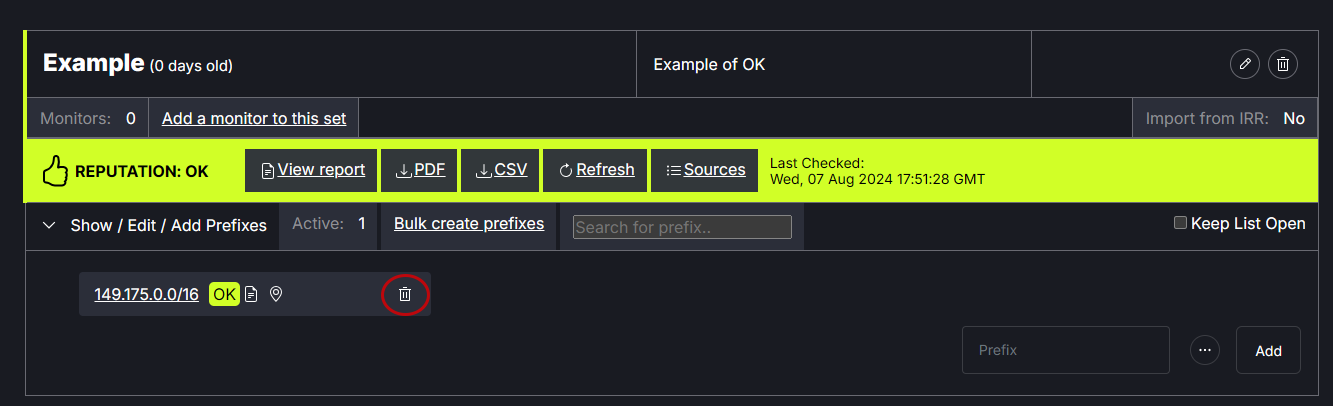 Example (0 days old) Example of OK
Monitors: 0 Add a monitor to this set Import from IRR: No
REPUTATION: OK View report PDF CSV Refresh Sources Last Checked:
Wed, 07 Aug 2024 17:51:28 GMT
Show / Edit / Add Prefixes Active: 1 Bulk create prefixes Search for prefix.. Keep List Open
149.175.0.0/16 OK
Prefix ... Add